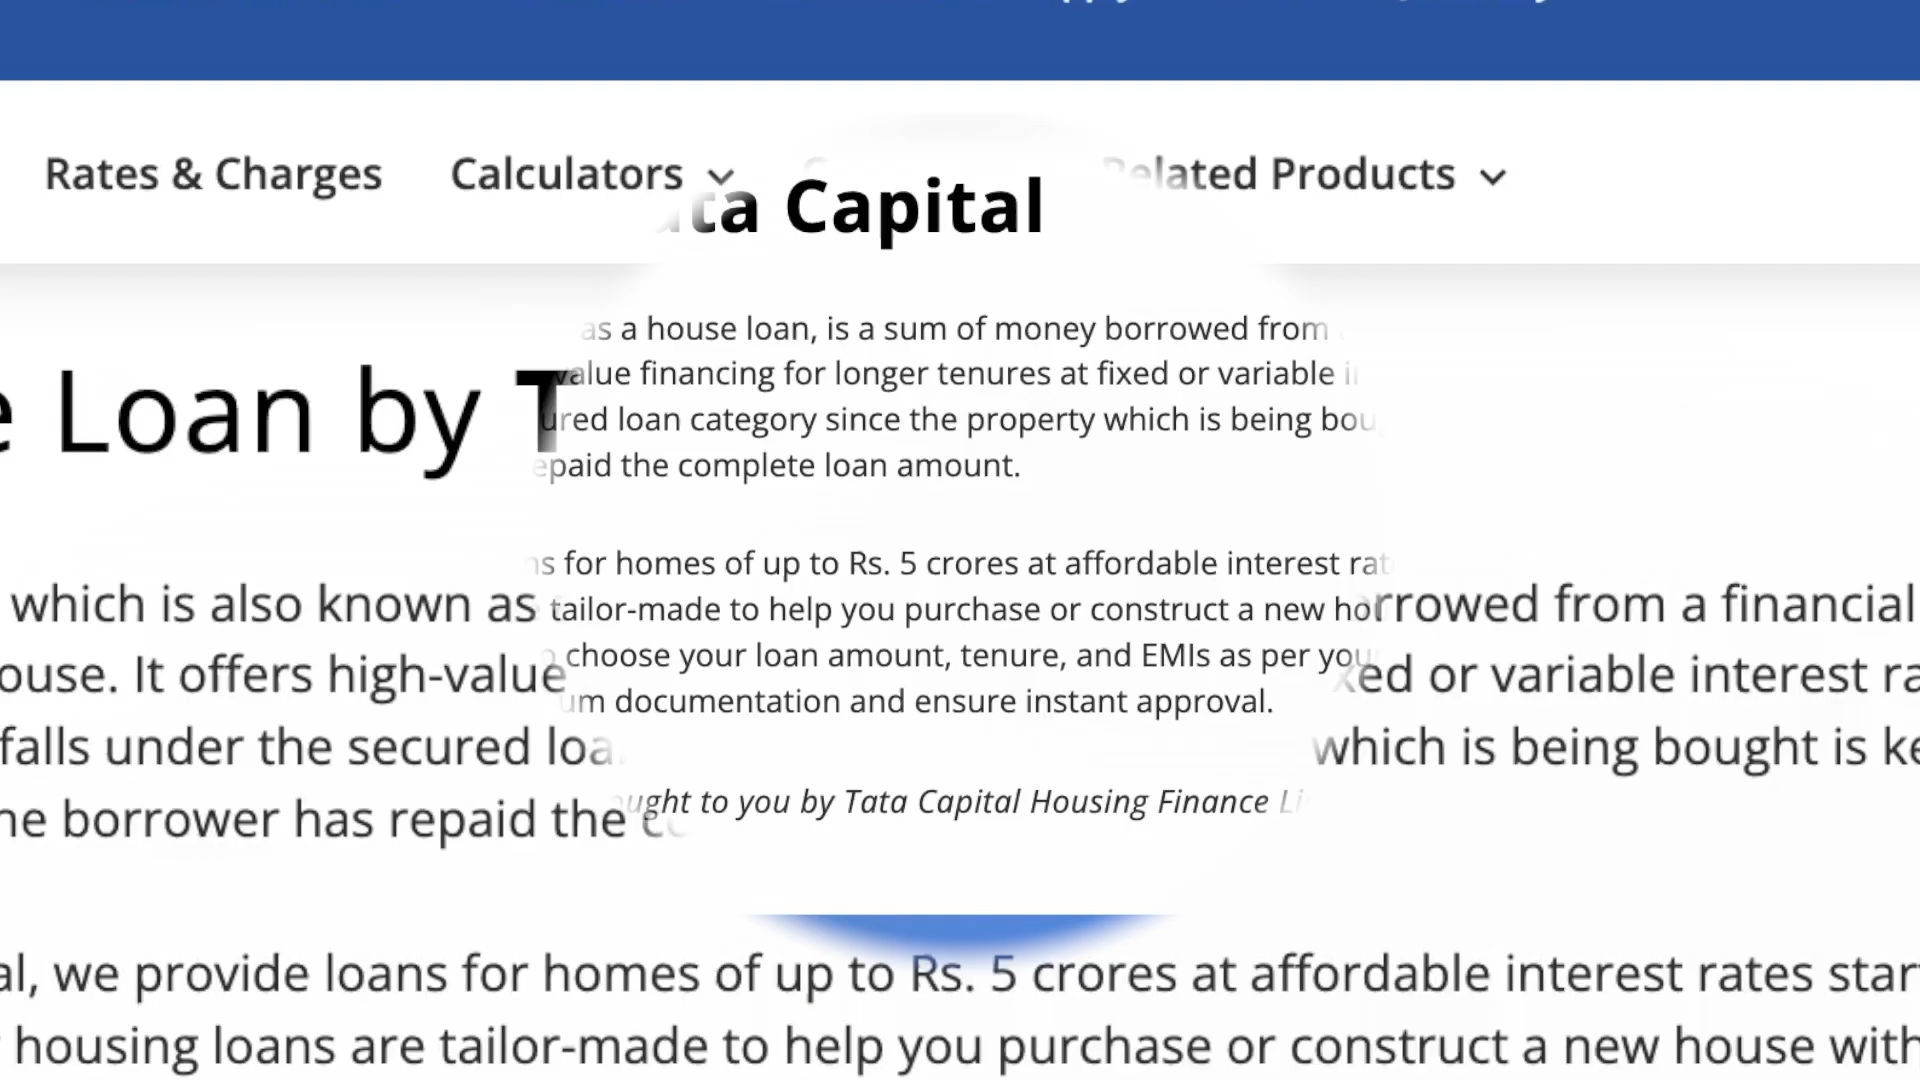 Rates & Charges Calculators Related Products
ta Capital
as a house loan, is a sum of money borrowed from
Loan by T
value financing for longer tenures at fixed or variable
ured loan category since the property which is being bou
epaid the complete loan amount.
ns for homes of up to Rs. 5 crores at affordable interest rat
which is also known as
tailor-made to help you purchase or construct a new ho
rrowed from a financial
choose your loan amount, tenure, and EMIs as per you
ouse. It offers high-value
xed or variable interest ra
um documentation and ensure instant approval.
falls under the secured loa
which is being bought is ke
ught to you by Tata Capital Housing Finance Li
he borrower has repaid the
al, we provide loans for homes of up to Rs. 5 crores at affordable interest rates star
housing loans are tailor-made to help you purchase or construct a new house with